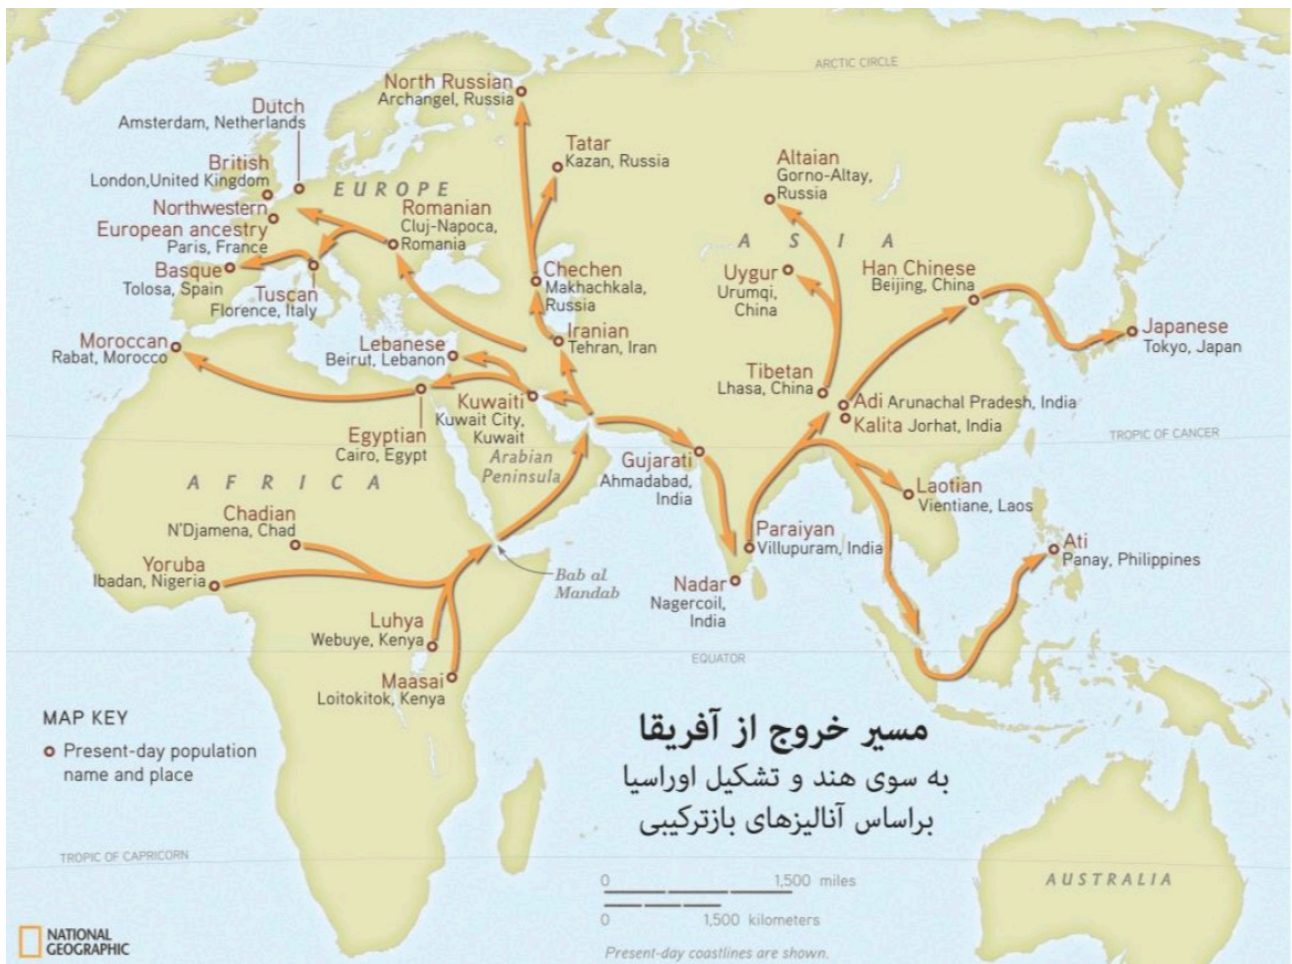 ARCTIC CIRCLE
North Russian
Archangel, Russia
Dutch
Amsterdam, Netherlands
Tatar
Kazan, Russia
Altaian
Gorno-Altay,
Russia
British
London,United Kingdom
EUROPE
Northwestern
European ancestry
Paris, France
Romanian
Cluj-Napoca,
Romania
ASIA
Basque
Tolosa, Spain
Tuscan
Florence, Italy
Chechen
Makhachkala,
Russia
Uygur
Urumqi,
China
Han Chinese
Beijing, China
Moroccan
Rabat, Morocco
Lebanese
Beirut, Lebanon
Iranian
Tehran, Iran
Japanese
Tokyo, Japan
Tibetan
Lhasa, China
Kuwaiti
Kuwait City,
Kuwait
Adi Arunachal Pradesh, India
Kalita Jorhat, India
Egyptian
Cairo, Egypt
TROPIC OF CANCER
Arabian
Peninsula
Gujarati
Ahmadabad,
India
AFRICA
Laotian
Vientiane, Laos
Chadian
N'Djamena, Chad
Paraiyan
Villupuram, India
Ati
Panay, Philippines
Yoruba
Ibadan, Nigeria
Bab al
Mandab
Nadar
Nagercoil,
India
Luhya
Webuye, Kenya
EQUATOR
Maasai
Loitokitok, Kenya
MAP KEY
Present-day population
name and place
مسیر خروج از آفریقا
به سوی هند و تشکیل اوراسیا
براساس آنالیزهای بازترکیبی
TROPIC OF CAPRICORN
0 1,500 miles
0 1,500 kilometers
AUSTRALIA
Present-day coastlines are shown.
NATIONAL
GEOGRAPHIC